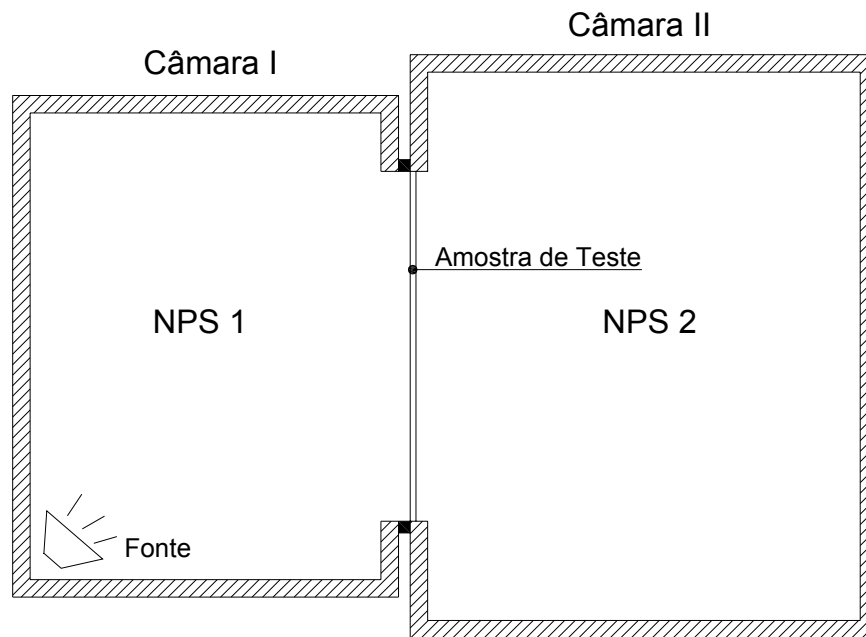 Câmara I
Câmara II
Amostra de Teste
NPS 1
NPS 2
Fonte